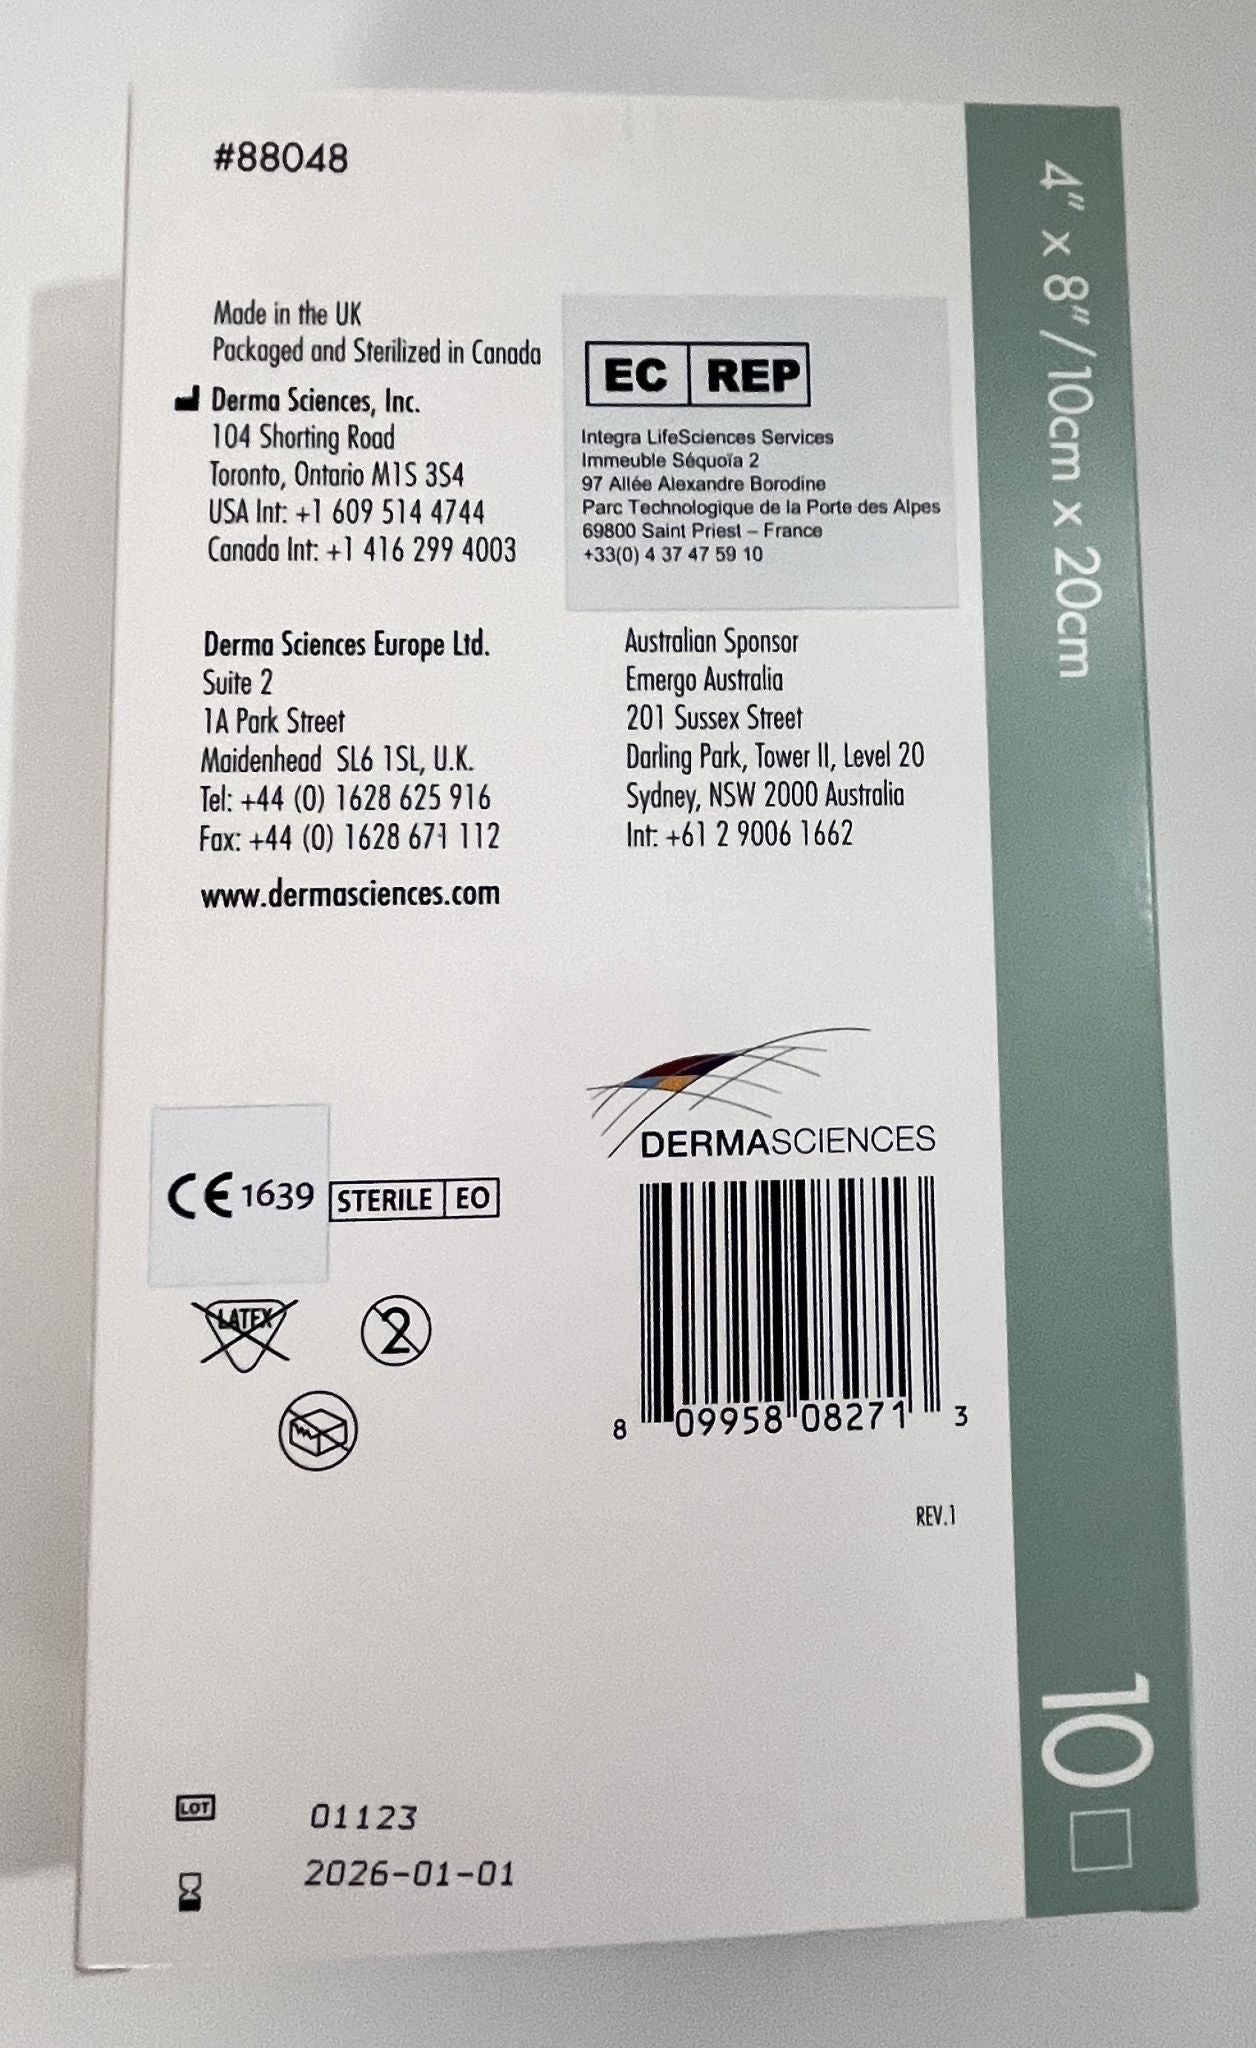 #88048
Made in the UK
Packaged and Sterilized in Canada
Derma Sciences, Inc.
104 Shorting Road
Toronto, Ontario M1S 3S4
USA Int: +1 609 514 4744
Canada Int: +1 416 299 4003
EC REP
Integra LifeSciences Services
Immeuble Séquoïa 2
97 Allée Alexandre Borodine
Parc Technologique de la Porte des Alpes
69800 Saint Priest – France
+33(0) 4 37 47 59 10
Derma Sciences Europe Ltd.
Suite 2
1A Park Street
Maidenhead SL6 1SL, U.K.
Tel: +44 (0) 1628 625 916
Fax: +44 (0) 1628 671 112
www.dermasciences.com
Australian Sponsor
Emergo Australia
201 Sussex Street
Darling Park, Tower II, Level 20
Sydney, NSW 2000 Australia
Int: +61 2 9006 1662
DERMASCIENCES
CE 1639 STERILE EO
LATEX 2
8 09958 08271 3
REV.1
LOT 01123
2026-01-01
4" x 8"/10cm x 20cm
10